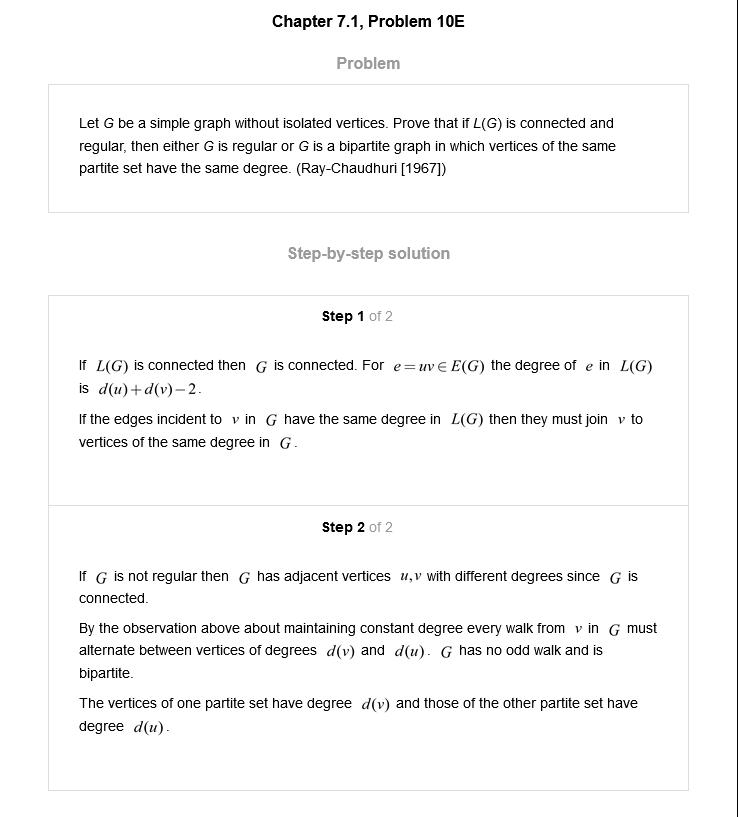 Chapter 7.1, Problem 10E
Problem
Let G be a simple graph without isolated vertices. Prove that if L(G) is connected and
regular, then either G is regular or G is a bipartite graph in which vertices of the same
partite set have the same degree. (Ray-Chaudhuri [1967])
Step-by-step solution
Step 1 of 2
If L(G) is connected then G is connected. For e = uv ∈ E(G) the degree of e in L(G)
is d(u)+d(v)−2.
If the edges incident to v in G have the same degree in L(G) then they must join v to
vertices of the same degree in G.
Step 2 of 2
If G is not regular then G has adjacent vertices u,v with different degrees since G is
connected.
By the observation above about maintaining constant degree every walk from v in G must
alternate between vertices of degrees d(v) and d(u). G has no odd walk and is
bipartite.
The vertices of one partite set have degree d(v) and those of the other partite set have
degree d(u).